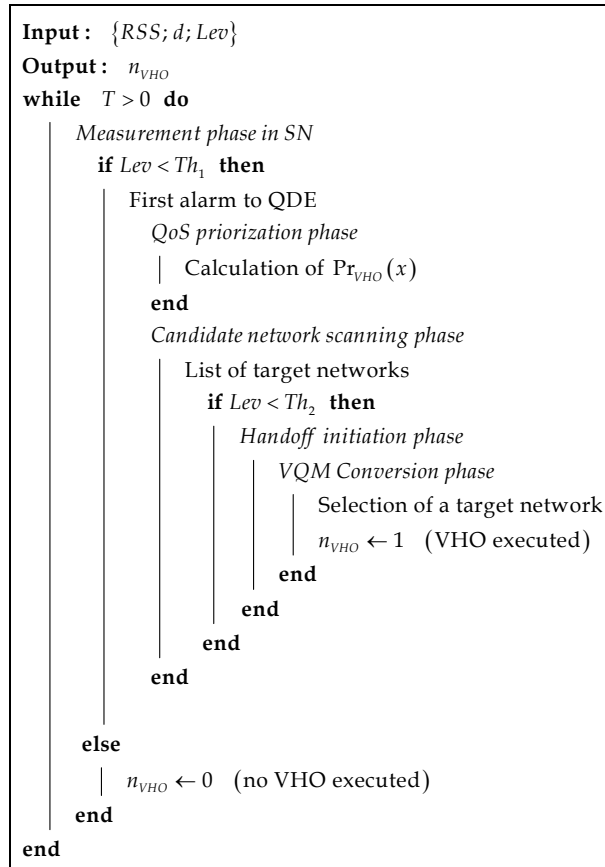 Input : {RSS; d; Lev}
Output : n_VHO
while T > 0 do
Measurement phase in SN
if Lev < Th_1 then
First alarm to QDE
QoS priorization phase
Calculation of Pr_VHO(x)
end
Candidate network scanning phase
List of target networks
if Lev < Th_2 then
Handoff initiation phase
VQM Conversion phase
Selection of a target network
n_VHO ← 1 (VHO executed)
end
end
end
end
else
n_VHO ← 0 (no VHO executed)
end
end